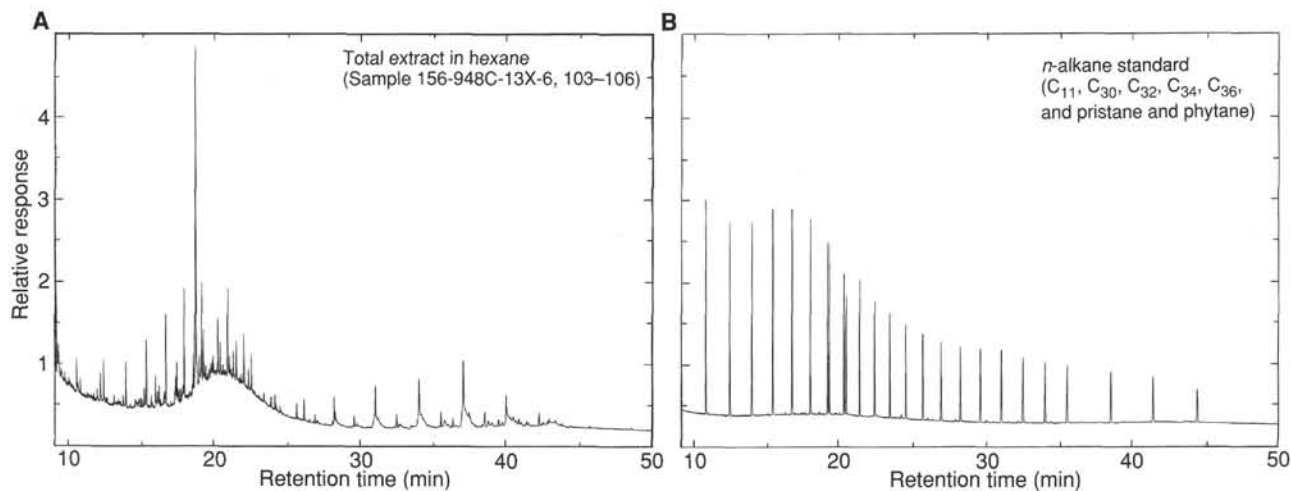 A
Total extract in hexane
(Sample 156-948C-13X-6, 103–106)
Relative response
4
3
2
1
10 20 30 40 50
Retention time (min)
B
n-alkane standard
(C₁₁, C₃₀, C₃₂, C₃₄, C₃₆,
and pristane and phytane)
10 20 30 40 50
Retention time (min)